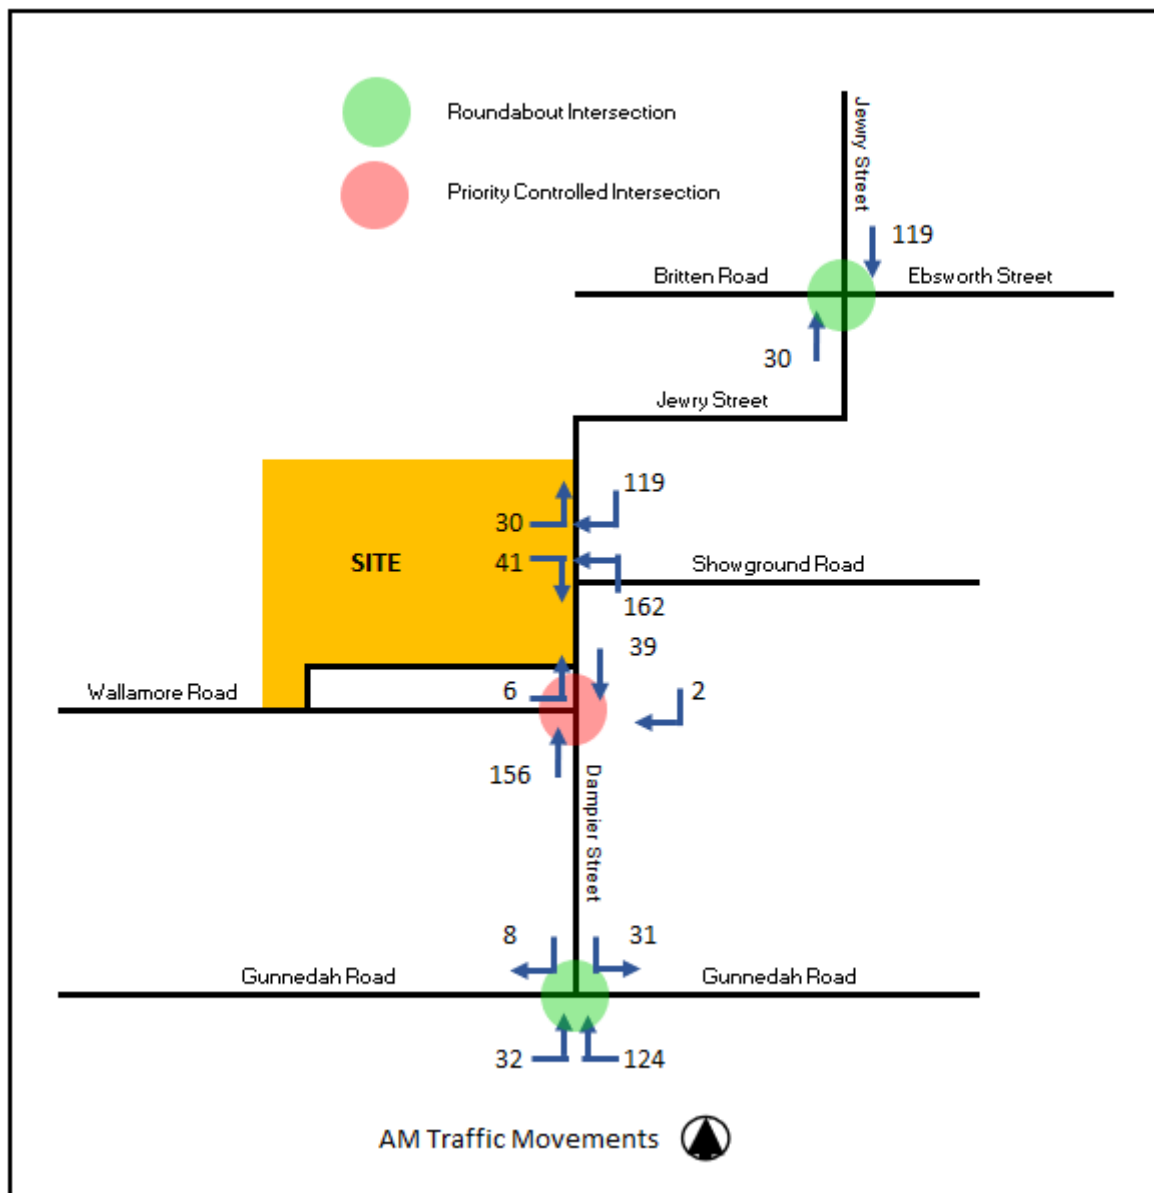 Roundabout Intersection
Priority Controlled Intersection
Jewry Street
119
Britten Road
Ebsworth Street
30
Jewry Street
119
30
SITE
41
Showground Road
162
39
Wallamore Road
6
2
156
Dampier Street
8
31
Gunnedah Road
Gunnedah Road
32
124
AM Traffic Movements